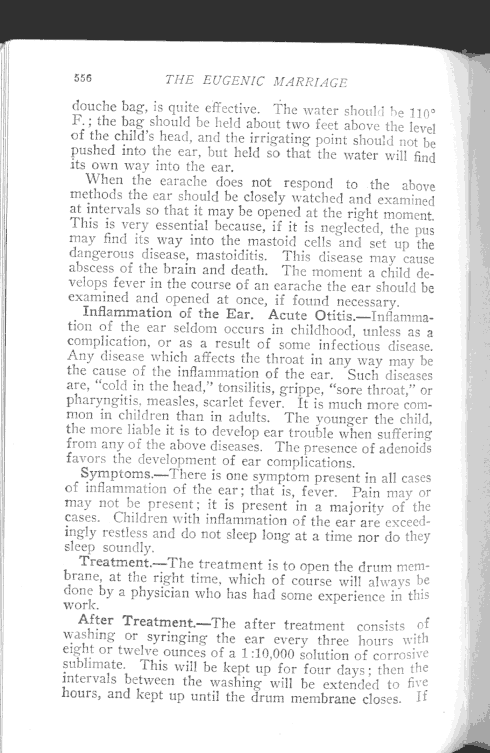 556 THE EUGENIC MARRIAGE
douche bag, is quite effective. The water should be 110°
F.; the bag should be held about two feet above the level
of the child's head, and the irrigating point should not be
pushed into the ear, but held so that the water will find
its own way into the ear.
When the earache does not respond to the above
methods the ear should be closely watched and examined
at intervals so that it may be opened at the right moment.
This is very essential because, if it is neglected, the pus
may find its way into the mastoid cells and set up the
dangerous disease, mastoiditis. This disease may cause
abscess of the brain and death. The moment a child de-
velops fever in the course of an earache the ear should be
examined and opened at once, if found necessary.
Inflammation of the Ear. Acute Otitis.—Inflamma-
tion of the ear seldom occurs in childhood, unless as a
complication, or as a result of some infectious disease.
Any disease which affects the throat in any way may be
the cause of the inflammation of the ear. Such diseases
are, "cold in the head," tonsilitis, grippe, "sore throat," or
pharyngitis, measles, scarlet fever. It is much more com-
mon in children than in adults. The younger the child,
the more liable it is to develop ear trouble when suffering
from any of the above diseases. The presence of adenoids
favors the development of ear complications.
Symptoms.—There is one symptom present in all cases
of inflammation of the ear; that is, fever. Pain may or
may not be present; it is present in a majority of the
cases. Children with inflammation of the ear are exceed-
ingly restless and do not sleep long at a time nor do they
sleep soundly.
Treatment.—The treatment is to open the drum mem-
brane, at the right time, which of course will always be
done by a physician who has had some experience in this
work.
After Treatment.—The after treatment consists of
washing or syringing the ear every three hours with
eight or twelve ounces of a 1:10,000 solution of corrosive
sublimate. This will be kept up for four days; then the
intervals between the washing will be extended to five
hours, and kept up until the drum membrane closes. If